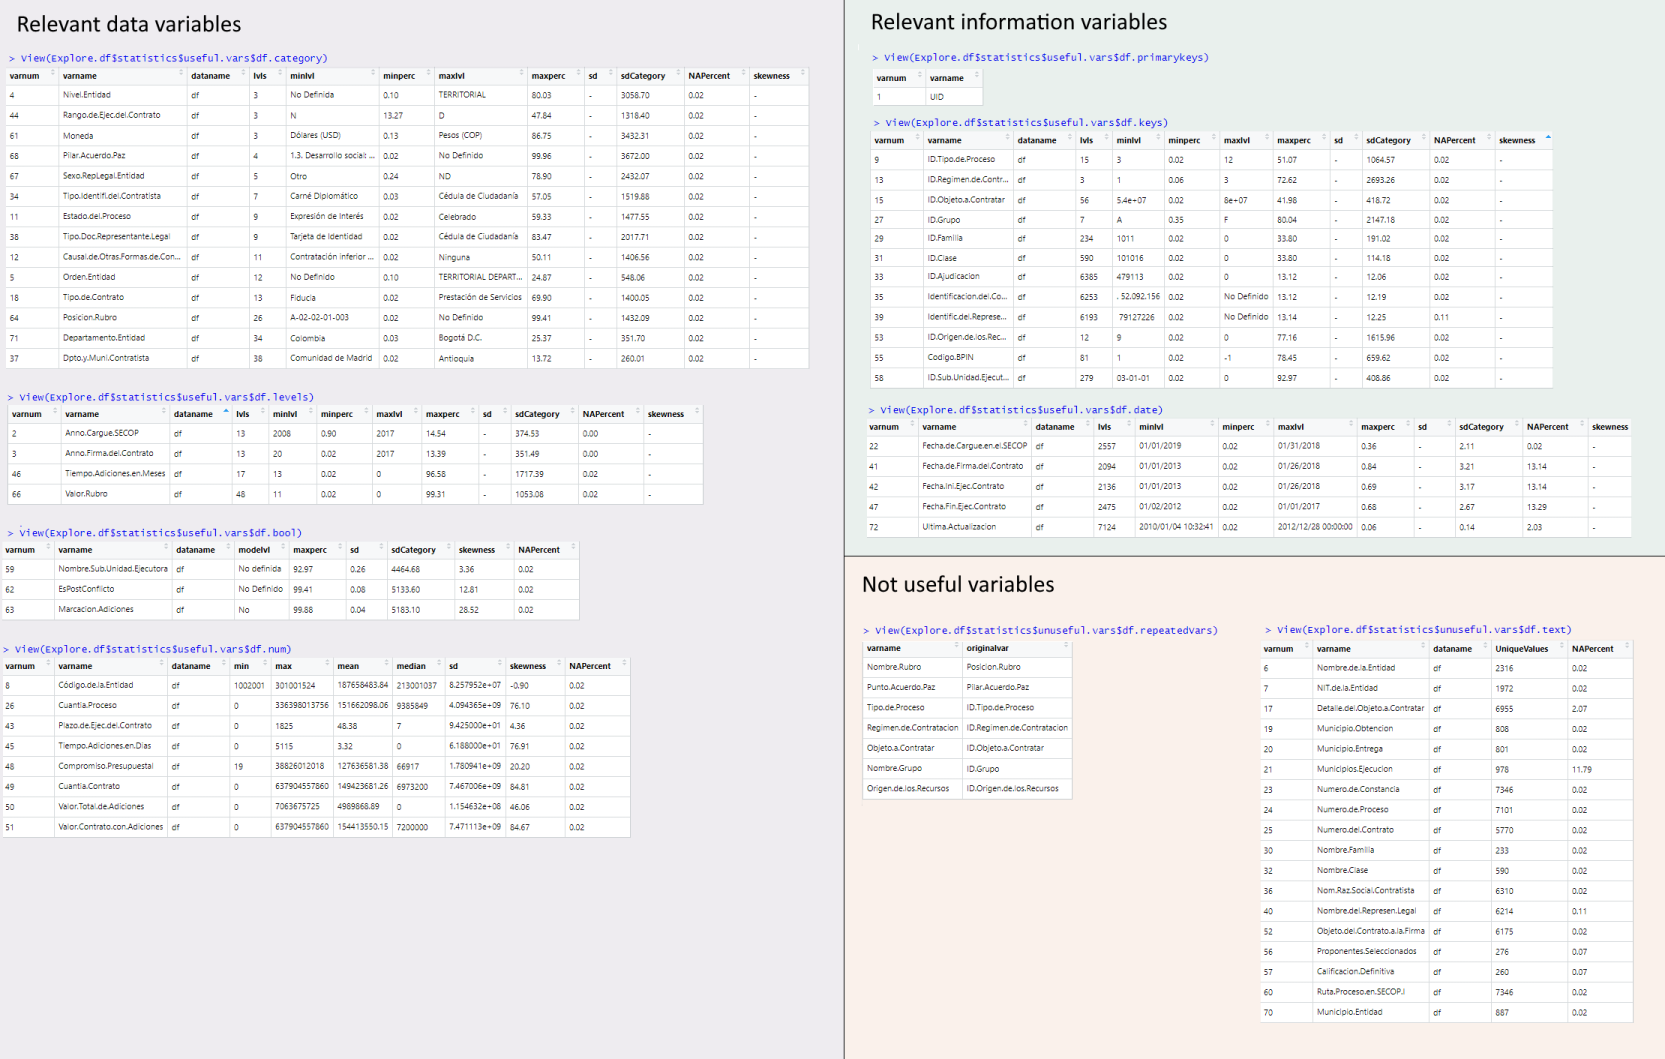 Relevant data variables
> View(Explore.df$statistics$useful.vars$df.category)
varnum varname dataname lvls minlvl minperc maxlvl maxperc sd sdCategory NAPercent skewness
4 Nivel.Entidad df 3 No Definida 0.10 TERRITORIAL 80.03 - 3058.70 0.02 -
44 Rango.de.Ejec.del.Contrato df 3 N 13.27 D 47.84 - 1318.40 0.02 -
61 Moneda df 3 Dólares (USD) 0.13 Pesos (COP) 86.75 - 3432.31 0.02 -
68 Pilar.Acuerdo.Paz df 4 1.3. Desarrollo social: ... 0.02 No Definido 99.96 - 3672.00 0.02 -
67 Sexo.RepLegal.Entidad df 5 Otro 0.24 ND 78.90 - 2432.07 0.02 -
34 Tipo.Identifi.del.Contratista df 7 Carné Diplomático 0.03 Cédula de Ciudadanía 57.05 - 1519.88 0.02 -
11 Estado.del.Proceso df 9 Expresión de Interés 0.02 Celebrado 59.33 - 1477.55 0.02 -
38 Tipo.Doc.Representante.Legal df 9 Tarjeta de Identidad 0.02 Cédula de Ciudadanía 83.47 - 2017.71 0.02 -
12 Causal.de.Otras.Formas.de.Con... df 11 Contratación Inferior ... 0.02 Ninguna 50.11 - 1406.56 0.02 -
5 Orden.Entidad df 12 No Definido 0.10 TERRITORIAL DEPART... 24.87 - 548.06 0.02 -
18 Tipo.de.Contrato df 13 Fiducia 0.02 Prestación de Servicios 69.90 - 1400.05 0.02 -
64 Posicion.Rubro df 26 A-02-02-01-003 0.02 No Definido 99.41 - 1432.09 0.02 -
71 Departamento.Entidad df 34 Colombia 0.03 Bogotá D.C. 25.37 - 351.70 0.02 -
37 Dpto.y.Muni.Contratista df 38 Comunidad de Madrid 0.02 Antioquia 13.72 - 260.01 0.02 -
> View(Explore.df$statistics$useful.vars$df.levels)
varnum varname dataname lvls minlvl minperc maxlvl maxperc sd sdCategory NAPercent skewness
2 Anno.Cargue.SECOP df 13 2008 0.90 2017 14.54 - 374.53 0.00 -
3 Anno.Firma.del.Contrato df 13 20 0.02 2017 13.39 - 351.49 0.00 -
46 Tiempo.Adiciones.en.Meses df 17 13 0.02 0 96.58 - 1717.39 0.02 -
66 Valor.Rubro df 48 11 0.02 0 99.31 - 1053.08 0.02 -
> View(Explore.df$statistics$useful.vars$df.bool)
varnum varname dataname modelvl maxperc sd sdCategory skewness NAPercent
59 Nombre.Sub.Unidad.Ejecutora df No definida 92.97 0.26 4464.68 3.36 0.02
62 EsPostConflicto df No Definido 99.41 0.08 5133.60 12.81 0.02
63 Marcacion.Adiciones df No 99.88 0.04 5183.10 28.52 0.02
> View(Explore.df$statistics$useful.vars$df.num)
varnum varname dataname min max mean median sd skewness NAPercent
8 Código.de.la.Entidad df 1002001 301001524 187658483.84 213001037 8.257952e+07 -0.90 0.02
26 Cuantia.Proceso df 0 336398013756 151662098.06 9385849 4.094365e+09 76.10 0.02
43 Plazo.de.Ejec.del.Contrato df 0 1825 48.38 7 9.425000e+01 4.36 0.02
45 Tiempo.Adiciones.en.Dias df 0 5115 3.32 0 6.188000e+01 76.91 0.02
48 Compromiso.Presupuestal df 19 38826012018 127636581.38 66917 1.780941e+09 20.20 0.02
49 Cuantia.Contrato df 0 637904557860 149423681.26 6973200 7.467006e+09 84.81 0.02
50 Valor.Total.de.Adiciones df 0 7063675725 4989868.89 0 1.154632e+08 46.06 0.02
51 Valor.Contrato.con.Adiciones df 0 637904557860 154413550.15 7200000 7.471113e+09 84.67 0.02
Relevant information variables
> View(Explore.df$statistics$useful.vars$df.primarykeys)
varnum varname
1 UID
> View(Explore.df$statistics$useful.vars$df.keys)
varnum varname dataname lvls minlvl minperc maxlvl maxperc sd sdCategory NAPercent skewness
9 ID.Tipo.de.Proceso df 15 3 0.02 12 51.07 - 1064.57 0.02 -
13 ID.Regimen.de.Contr... df 3 1 0.06 3 72.62 - 2693.26 0.02 -
15 ID.Objeto.a.Contratar df 56 5.4e+07 0.02 8e+07 41.98 - 418.72 0.02 -
27 ID.Grupo df 7 A 0.35 F 80.04 - 2147.18 0.02 -
29 ID.Familia df 234 1011 0.02 0 33.80 - 191.02 0.02 -
31 ID.Clase df 590 101016 0.02 0 33.80 - 114.18 0.02 -
33 ID.Ajudicacion df 6385 479113 0.02 0 13.12 - 12.06 0.02 -
35 Identificacion.del.Co... df 6253 . 52.092.156 0.02 No Definido 13.12 - 12.19 0.02 -
39 Identific.del.Represe... df 6193 79127226 0.02 No Definido 13.14 - 12.25 0.11 -
53 ID.Origen.de.los.Rec... df 12 9 0.02 0 77.16 - 1615.96 0.02 -
55 Codigo.BPIN df 81 1 0.02 -1 78.45 - 659.62 0.02 -
58 ID.Sub.Unidad.Ejecut... df 279 03-01-01 0.02 0 92.97 - 408.86 0.02 -
> View(Explore.df$statistics$useful.vars$df.date)
varnum varname dataname lvls minlvl minperc maxlvl maxperc sd sdCategory NAPercent skewness
22 Fecha.de.Cargue.en.el.SECOP df 2557 01/01/2019 0.02 01/31/2018 0.36 - 2.11 0.02 -
41 Fecha.de.Firma.del.Contrato df 2094 01/01/2013 0.02 01/26/2018 0.84 - 3.21 13.14 -
42 Fecha.Ini.Ejec.Contrato df 2136 01/01/2013 0.02 01/26/2018 0.69 - 3.17 13.14 -
47 Fecha.Fin.Ejec.Contrato df 2475 01/02/2012 0.02 01/01/2017 0.68 - 2.67 13.29 -
72 Ultima.Actualizacion df 7124 2010/01/04 10:32:41 0.02 2012/12/28 00:00:00 0.06 - 0.14 2.03 -
Not useful variables
> View(Explore.df$statistics$unuseful.vars$df.repeatedvars)
varname originalvar
Nombre.Rubro Posicion.Rubro
Punto.Acuerdo.Paz Pilar.Acuerdo.Paz
Tipo.de.Proceso ID.Tipo.de.Proceso
Regimen.de.Contratacion ID.Regimen.de.Contratacion
Objeto.a.Contratar ID.Objeto.a.Contratar
Nombre.Grupo ID.Grupo
Origen.de.los.Recursos ID.Origen.de.los.Recursos
> View(Explore.df$statistics$unuseful.vars$df.text)
varnum varname dataname UniqueValues NAPercent
6 Nombre.de.la.Entidad df 2316 0.02
7 NIT.de.la.Entidad df 1972 0.02
17 Detalle.del.Objeto.a.Contratar df 6955 2.07
19 Municipio.Obtencion df 808 0.02
20 Municipio.Entrega df 801 0.02
21 Municipios.Ejecucion df 978 11.79
23 Numero.de.Constancia df 7346 0.02
24 Numero.de.Proceso df 7101 0.02
25 Numero.del.Contrato df 5770 0.02
30 Nombre.Familia df 233 0.02
32 Nombre.Clase df 590 0.02
36 Nom.Raz.Social.Contratista df 6310 0.02
40 Nombre.del.Represen.Legal df 6214 0.11
52 Objeto.del.Contrato.a.la.Firma df 6175 0.02
56 Proponentes.Seleccionados df 276 0.07
57 Calificacion.Definitiva df 260 0.07
60 Ruta.Proceso.en.SECOP.I df 7346 0.02
70 Municipio.Entidad df 887 0.02